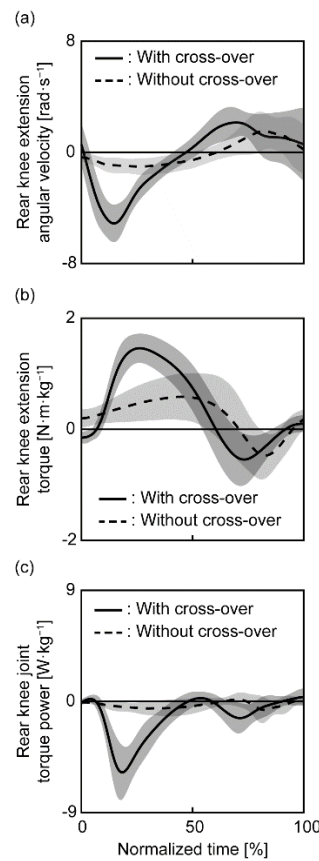 (a)
8
: With cross-over
: Without cross-over
Rear knee extension
angular velocity [rad·s⁻¹]
0
-8
(b)
2
Rear knee extension
torque [N·m·kg⁻¹]
0
: With cross-over
: Without cross-over
-2
(c)
9
: With cross-over
: Without cross-over
Rear knee joint
torque power [W·kg⁻¹]
0
-9
0 50 100
Normalized time [%]